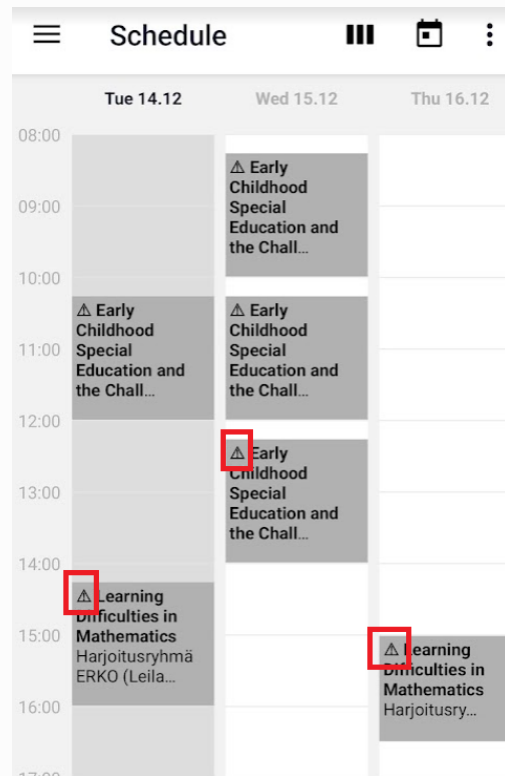 Schedule
Tue 14.12
Wed 15.12
Thu 16.12
08:00
09:00
10:00
11:00
12:00
13:00
14:00
15:00
16:00
17:00
⚠ Early
Childhood
Special
Education and
the Chall...
⚠ Learning
Difficulties in
Mathematics
Harjoitusryhmä
ERKO (Leila...
⚠ Early
Childhood
Special
Education and
the Chall...
⚠ Early
Childhood
Special
Education and
the Chall...
⚠ Early
Childhood
Special
Education and
the Chall...
⚠ Learning
Difficulties in
Mathematics
Harjoitusry...